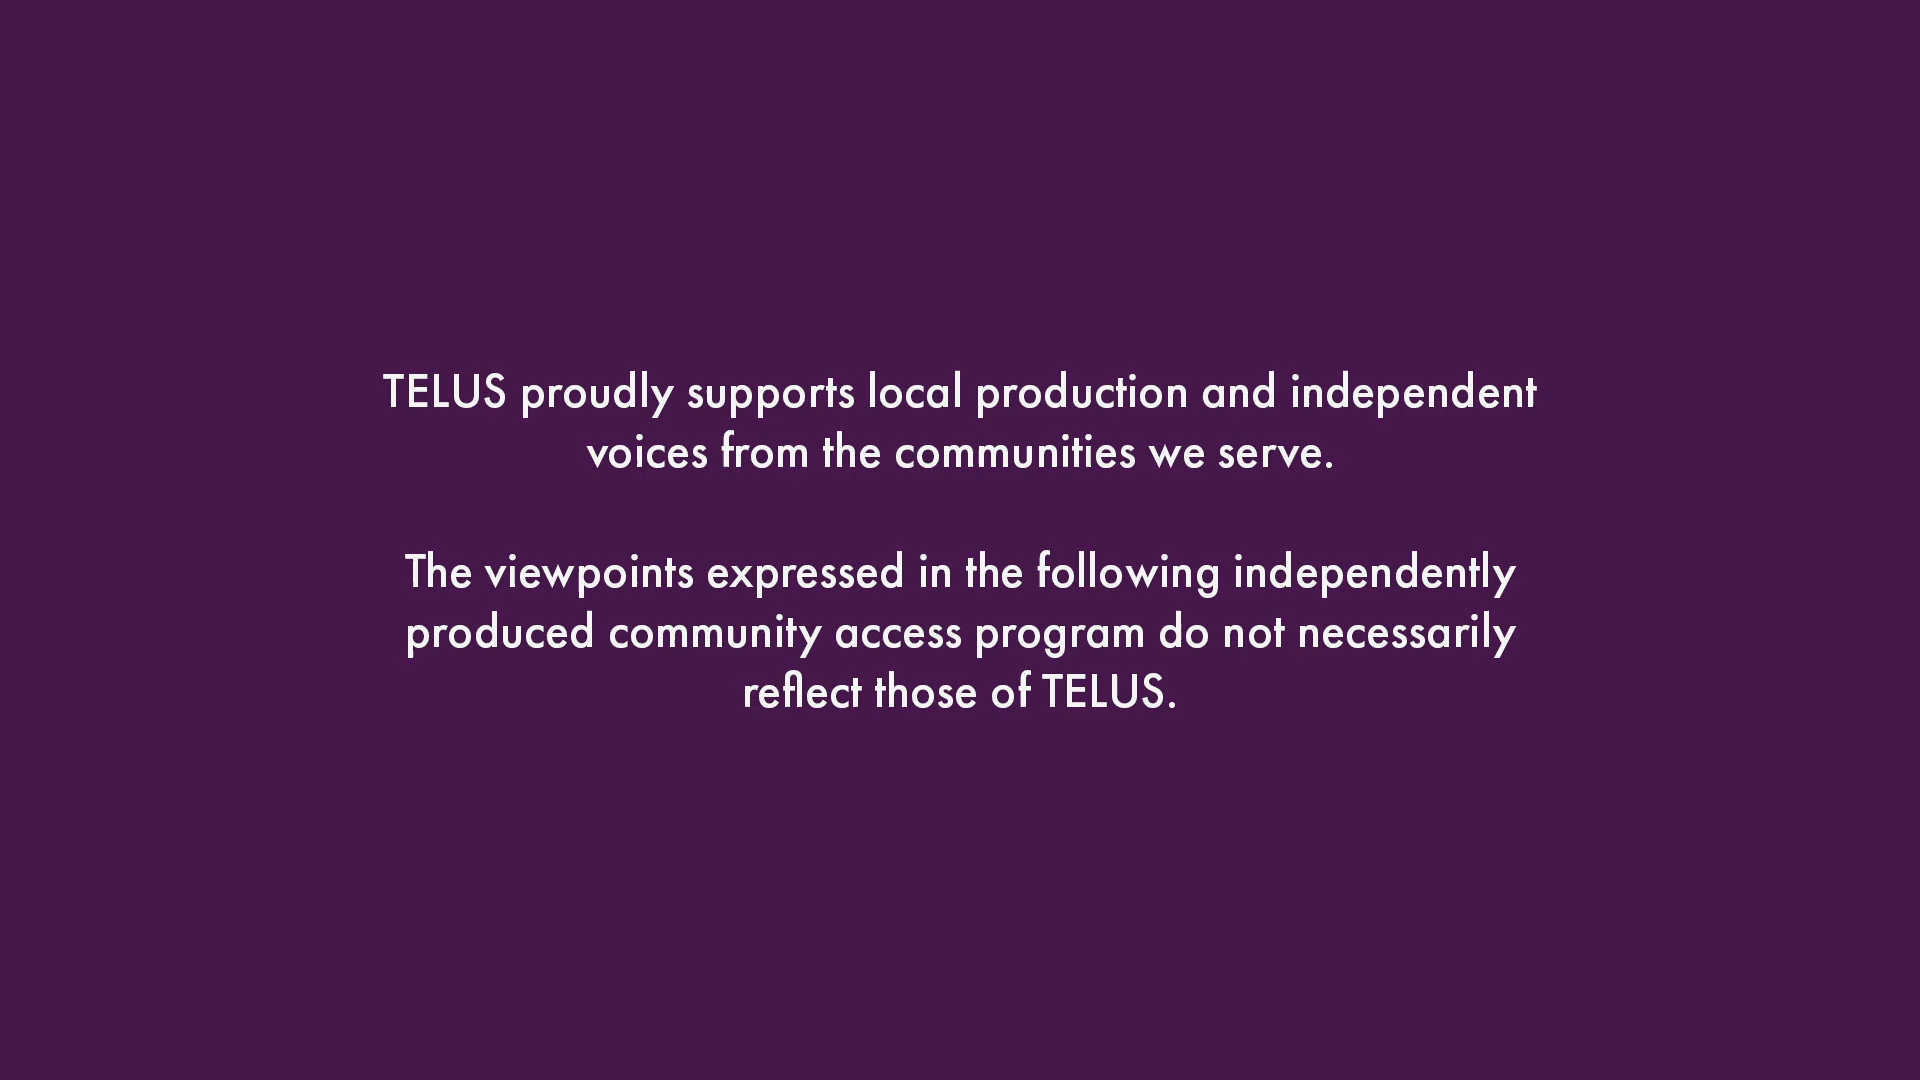 TELUS proudly supports local production and independent
voices from the communities we serve.
The viewpoints expressed in the following independently
produced community access program do not necessarily
reflect those of TELUS.